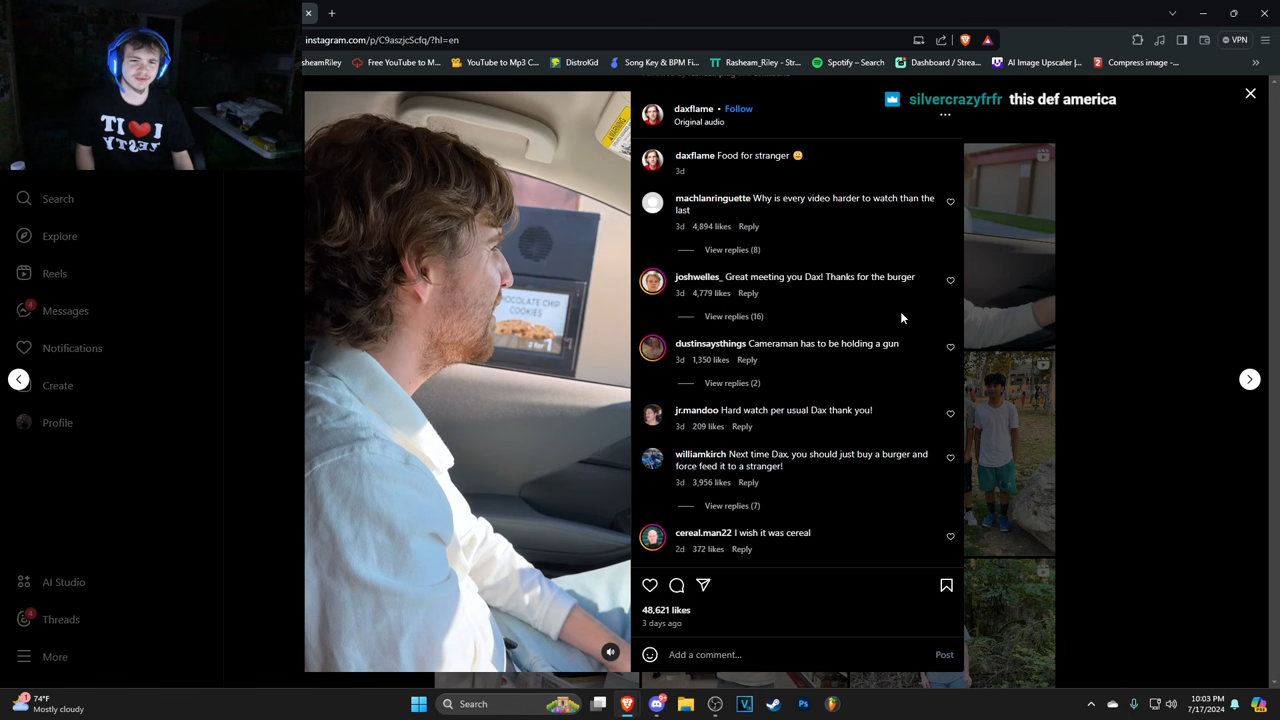 instagram.com/p/C9aszjcScfq/?hl=en
VPN
sheamRiley
Free YouTube to M...
YouTube to Mp3 C...
DistroKid
Song Key & BPM Fi...
Rasheam_Riley - Str...
Spotify – Search
Dashboard / Strea...
AI Image Upscaler |...
Compress image -...
silvercrazyfrfr this def america
I ❤ TI
YTSEY
WARNING
CHOCOLATE CHIP
COOKIES
2 for 1
Search
Explore
Reels
4
Messages
Notifications
Create
Profile
AI Studio
4
Threads
More
daxflame • Follow
Original audio
daxflame Food for stranger 😊
3d
machlanringuette Why is every video harder to watch than the
last
3d 4,894 likes Reply
View replies (8)
joshwelles_ Great meeting you Dax! Thanks for the burger
3d 4,779 likes Reply
View replies (16)
dustinsaysthings Cameraman has to be holding a gun
3d 1,350 likes Reply
View replies (2)
jr.mandoo Hard watch per usual Dax thank you!
3d 209 likes Reply
williamkirch Next time Dax, you should just buy a burger and
force feed it to a stranger!
3d 3,956 likes Reply
View replies (7)
cereal.man22 I wish it was cereal
2d 372 likes Reply
48,621 likes
3 days ago
Add a comment...
Post
1
74°F
Mostly cloudy
Search
10:03 PM
7/17/2024